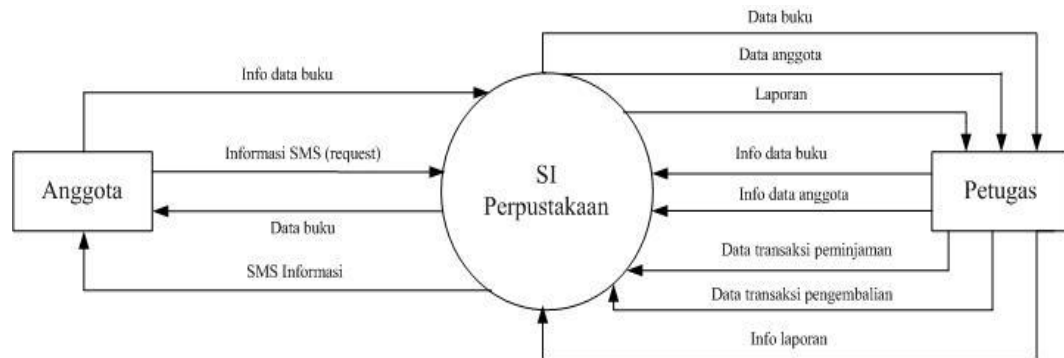 Data buku
Data anggota
Info data buku
Laporan
Informasi SMS (request)
Info data buku
Anggota
SI
Perpustakaan
Petugas
Info data anggota
Data buku
Data transaksi peminjaman
SMS Informasi
Data transaksi pengembalian
Info laporan